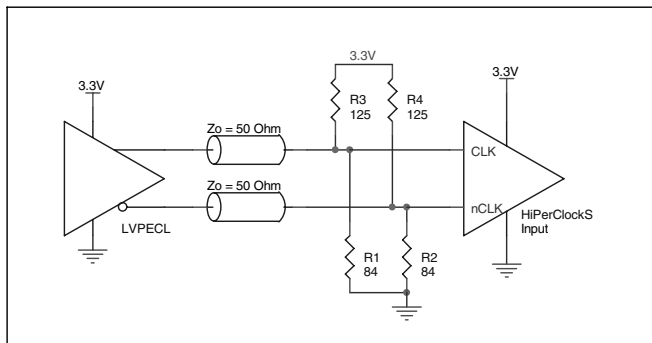 3.3V
3.3V
3.3V
R3
125
R4
125
Zo = 50 Ohm
CLK
Zo = 50 Ohm
nCLK
HiPerClockS
Input
LVPECL
R1
84
R2
84